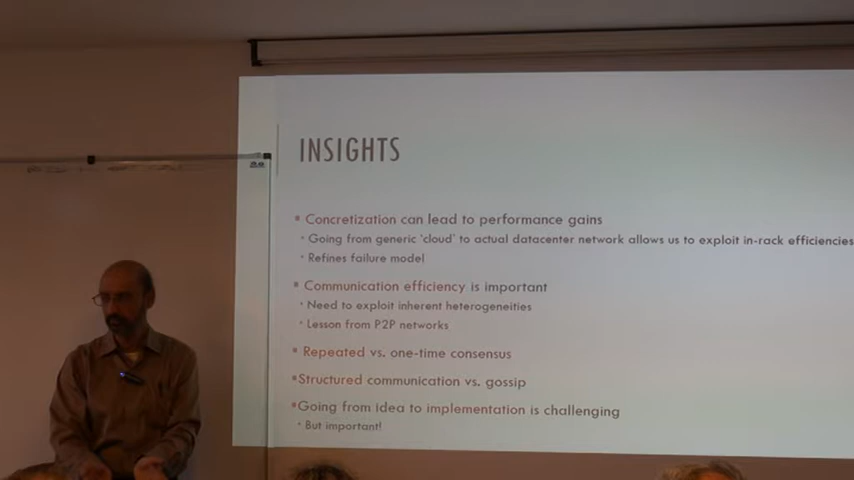 INSIGHTS
Concretization can lead to performance gains
Going from generic 'cloud' to actual datacenter network allows us to exploit in-rack efficiencies
Refines failure model
Communication efficiency is important
Need to exploit inherent heterogeneities
Lesson from P2P networks
Repeated vs. one-time consensus
Structured communication vs. gossip
Going from idea to implementation is challenging
But important!